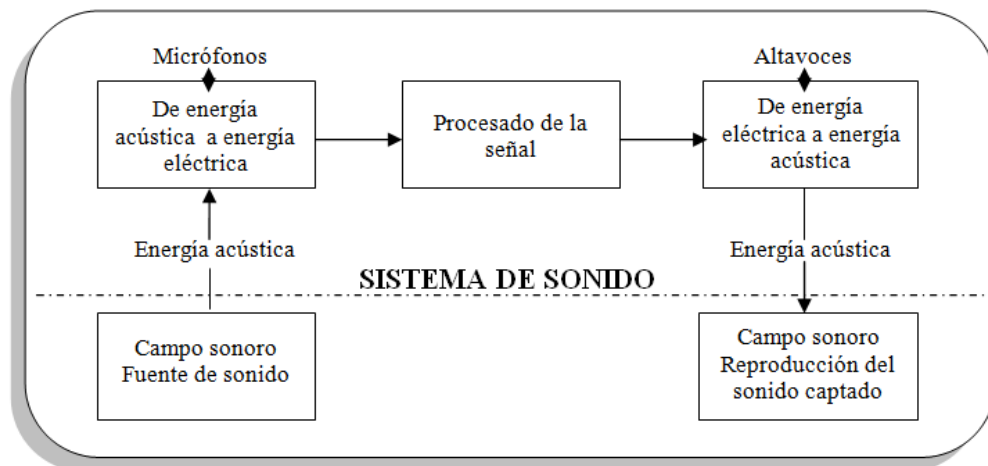 Micrófonos
De energía
acústica a energía
eléctrica
Procesado de la
señal
Altavoces
De energía
eléctrica a energía
acústica
Energía acústica
Energía acústica
SISTEMA DE SONIDO
Campo sonoro
Fuente de sonido
Campo sonoro
Reproducción del
sonido captado